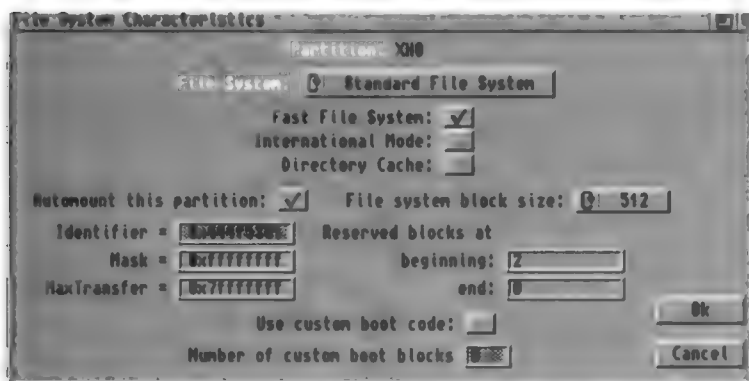 File System Characteristics
Partition: XH0
File System: Standard File System
Fast File System:
International Mode:
Directory Cache:
Automount this partition: File system block size: 512
Identifier = Reserved blocks at
Mask = 0xffffffff beginning: 2
MaxTransfer = 0x7fffffff end: 0
Ok
Use custom boot code:
Number of custom boot blocks
Cancel